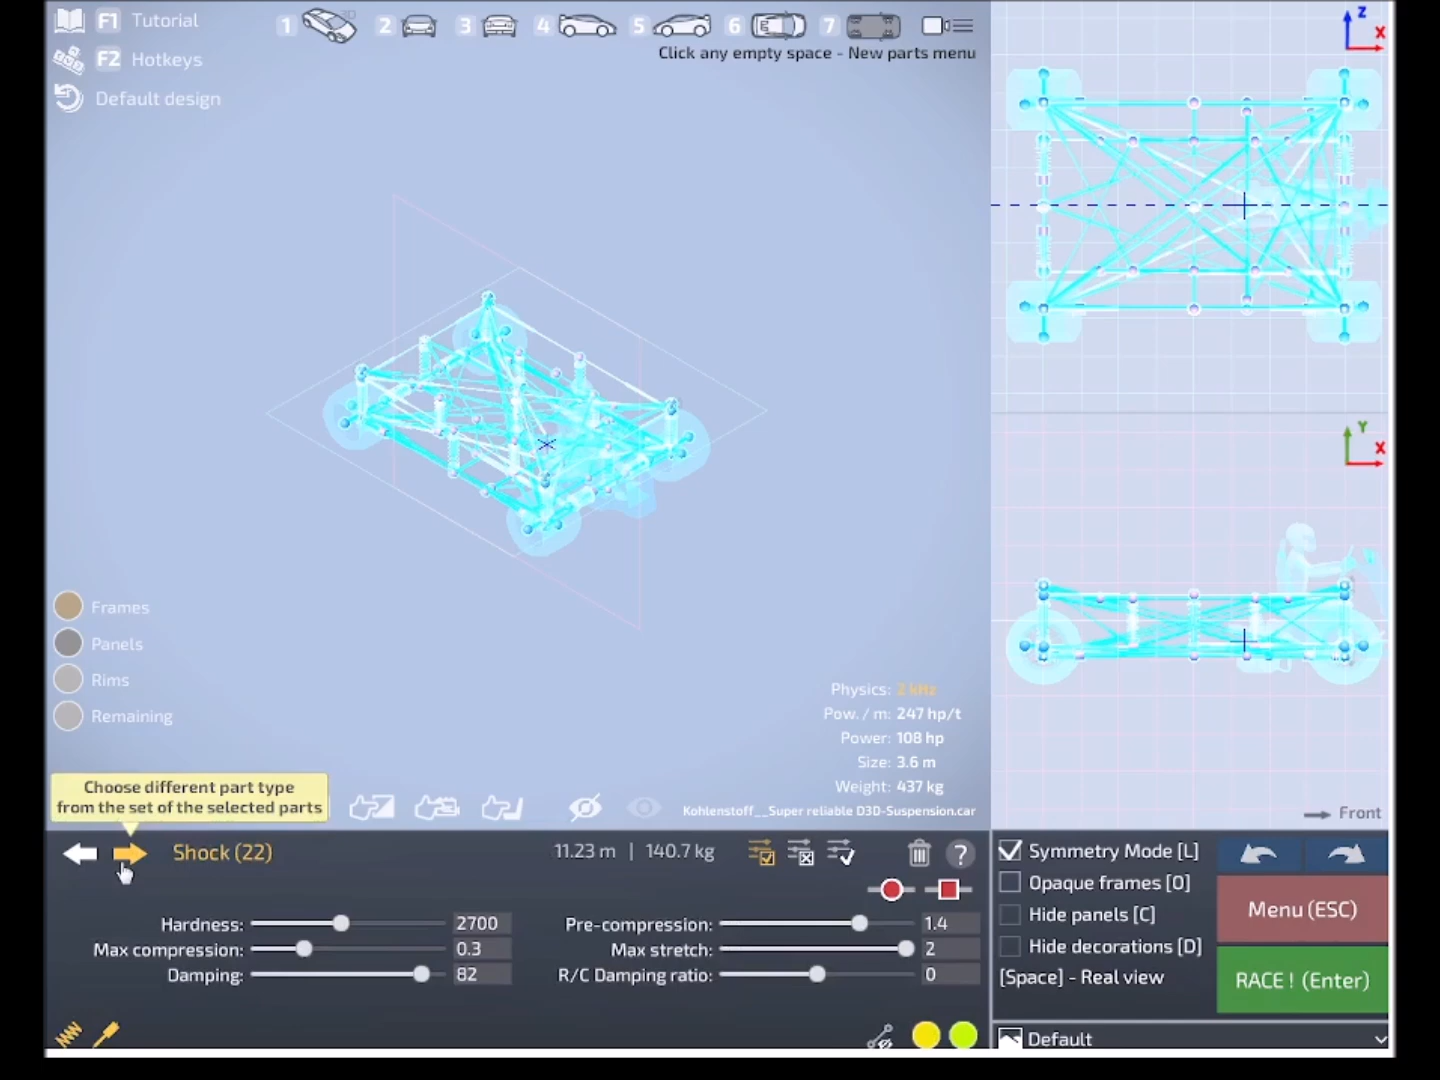 F1 Tutorial
F2 Hotkeys
Default design
1 2 3 4 5 6 7
Click any empty space - New parts menu
Z
X
Y
X
Frames
Panels
Rims
Remaining
Physics: 2 kHz
Pow. / m: 247 hp/t
Power: 108 hp
Size: 3.6 m
Weight: 437 kg
Kohlenstoff__Super reliable D3D-Suspension.car
Front
Choose different part type
from the set of the selected parts
Shock (22)
11.23 m | 140.7 kg
?
Hardness: 2700
Max compression: 0.3
Damping: 82
Pre-compression: 1.4
Max stretch: 2
R/C Damping ratio: 0
Symmetry Mode [L]
Opaque frames [O]
Hide panels [C]
Hide decorations [D]
[Space] - Real view
Menu (ESC)
RACE ! (Enter)
Default